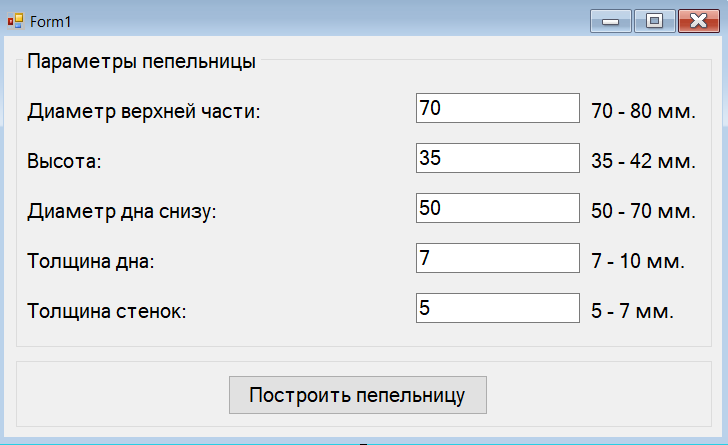 Form1
Параметры пепельницы
Диаметр верхней части: 70 70 - 80 мм.
Высота: 35 35 - 42 мм.
Диаметр дна снизу: 50 50 - 70 мм.
Толщина дна: 7 7 - 10 мм.
Толщина стенок: 5 5 - 7 мм.
Построить пепельницу